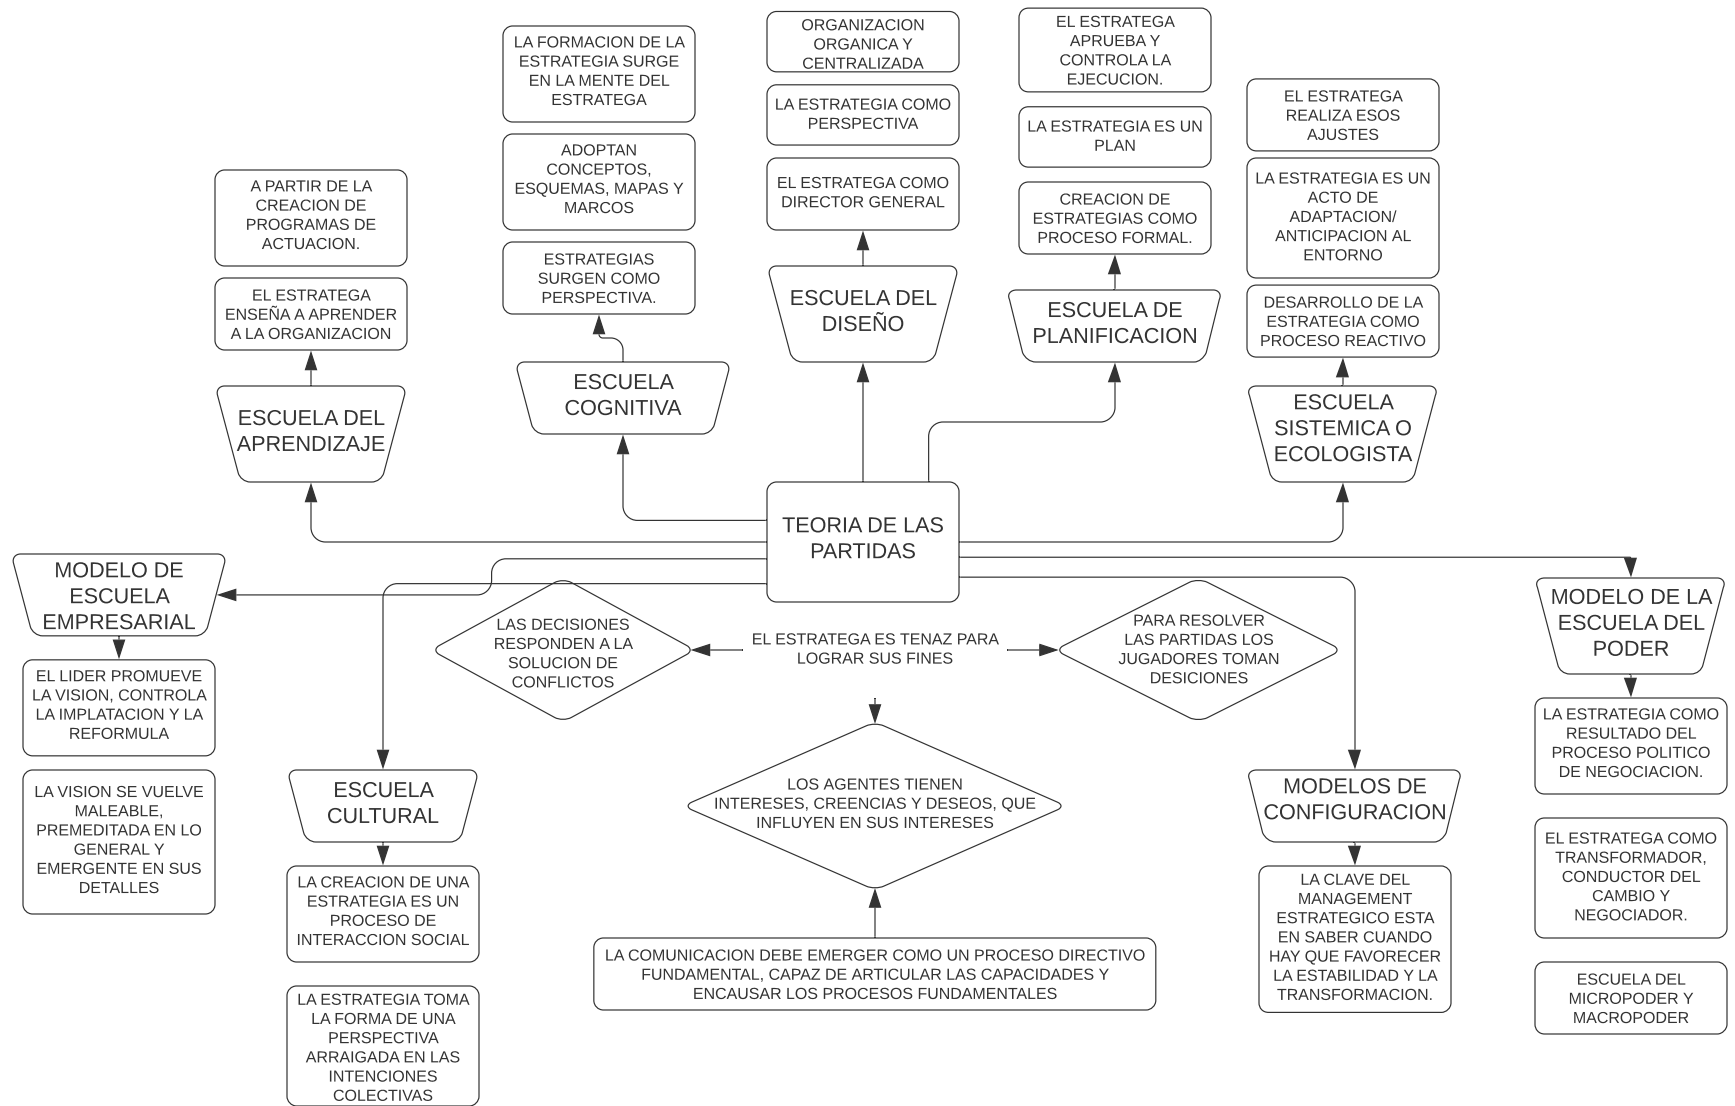 LA FORMACION DE LA
ESTRATEGIA SURGE
EN LA MENTE DEL
ESTRATEGA
ORGANIZACION
ORGANICA Y
CENTRALIZADA
EL ESTRATEGA
APRUEBA Y
CONTROLA LA
EJECUCION.
LA ESTRATEGIA COMO
PERSPECTIVA
LA ESTRATEGIA ES UN
PLAN
EL ESTRATEGA
REALIZA ESOS
AJUSTES
A PARTIR DE LA
CREACION DE
PROGRAMAS DE
ACTUACION.
ADOPTAN
CONCEPTOS,
ESQUEMAS, MAPAS Y
MARCOS
EL ESTRATEGA COMO
DIRECTOR GENERAL
CREACION DE
ESTRATEGIAS COMO
PROCESO FORMAL.
LA ESTRATEGIA ES UN
ACTO DE
ADAPTACION/
ANTICIPACION AL
ENTORNO
EL ESTRATEGA
ENSEÑA A APRENDER
A LA ORGANIZACION
ESTRATEGIAS
SURGEN COMO
PERSPECTIVA.
ESCUELA DEL
DISEÑO
ESCUELA DE
PLANIFICACION
DESARROLLO DE LA
ESTRATEGIA COMO
PROCESO REACTIVO
ESCUELA DEL
APRENDIZAJE
ESCUELA
COGNITIVA
ESCUELA
SISTEMICA O
ECOLOGISTA
TEORIA DE LAS
PARTIDAS
MODELO DE
ESCUELA
EMPRESARIAL
LAS DECISIONES
RESPONDEN A LA
SOLUCION DE
CONFLICTOS
EL ESTRATEGA ES TENAZ PARA
LOGRAR SUS FINES
PARA RESOLVER
LAS PARTIDAS LOS
JUGADORES TOMAN
DESICIONES
MODELO DE LA
ESCUELA DEL
PODER
EL LIDER PROMUEVE
LA VISION, CONTROLA
LA IMPLATACION Y LA
REFORMULA
LA ESTRATEGIA COMO
RESULTADO DEL
PROCESO POLITICO
DE NEGOCIACION.
LA VISION SE VUELVE
MALEABLE,
PREMEDITADA EN LO
GENERAL Y
EMERGENTE EN SUS
DETALLES
ESCUELA
CULTURAL
LOS AGENTES TIENEN
INTERESES, CREENCIAS Y DESEOS, QUE
INFLUYEN EN SUS INTERESES
MODELOS DE
CONFIGURACION
EL ESTRATEGA COMO
TRANSFORMADOR,
CONDUCTOR DEL
CAMBIO Y
NEGOCIADOR.
LA CREACION DE UNA
ESTRATEGIA ES UN
PROCESO DE
INTERACCION SOCIAL
LA COMUNICACION DEBE EMERGER COMO UN PROCESO DIRECTIVO
FUNDAMENTAL, CAPAZ DE ARTICULAR LAS CAPACIDADES Y
ENCAUSAR LOS PROCESOS FUNDAMENTALES
LA CLAVE DEL
MANAGEMENT
ESTRATEGICO ESTA
EN SABER CUANDO
HAY QUE FAVORECER
LA ESTABILIDAD Y LA
TRANSFORMACION.
ESCUELA DEL
MICROPODER Y
MACROPODER
LA ESTRATEGIA TOMA
LA FORMA DE UNA
PERSPECTIVA
ARRAIGADA EN LAS
INTENCIONES
COLECTIVAS